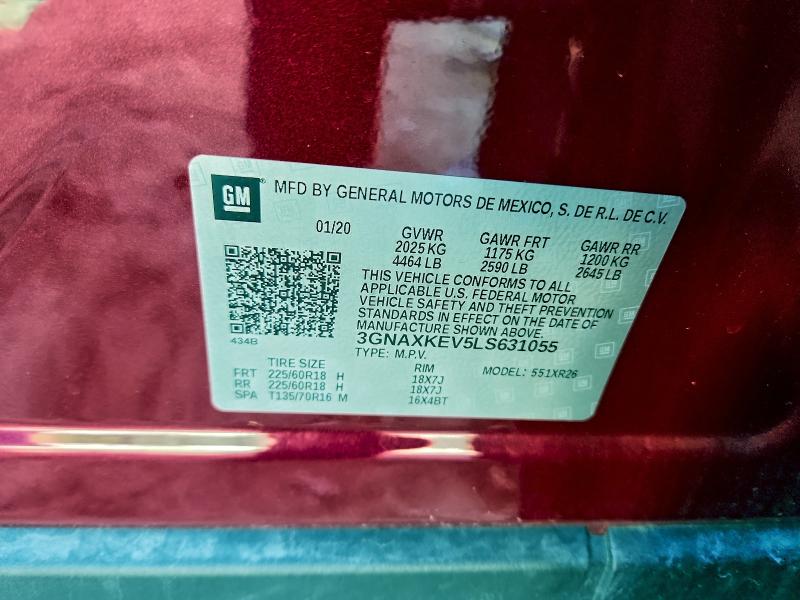 GM® MFD BY GENERAL MOTORS DE MEXICO, S. DE R.L. DE C.V.
01/20 GVWR GAWR FRT GAWR RR
2025 KG 1175 KG 1200 KG
4464 LB 2590 LB 2645 LB
THIS VEHICLE CONFORMS TO ALL
APPLICABLE U.S. FEDERAL MOTOR
VEHICLE SAFETY AND THEFT PREVENTION
STANDARDS IN EFFECT ON THE DATE OF
MANUFACTURE SHOWN ABOVE.
434B 3GNAXKEV5LS631055
TYPE: M.P.V.
TIRE SIZE RIM MODEL: 551XR26
FRT 225/60R18 H 18X7J
RR 225/60R18 H 18X7J
SPA T135/70R16 M 16X4BT